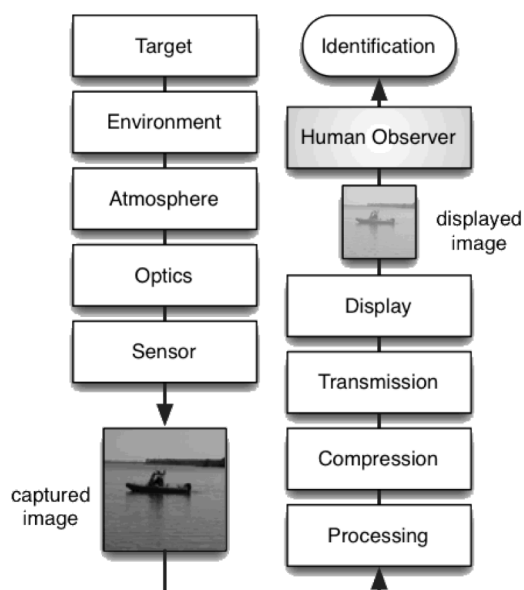 Target
Environment
Atmosphere
Optics
Sensor
captured
image
Identification
Human Observer
displayed
image
Display
Transmission
Compression
Processing